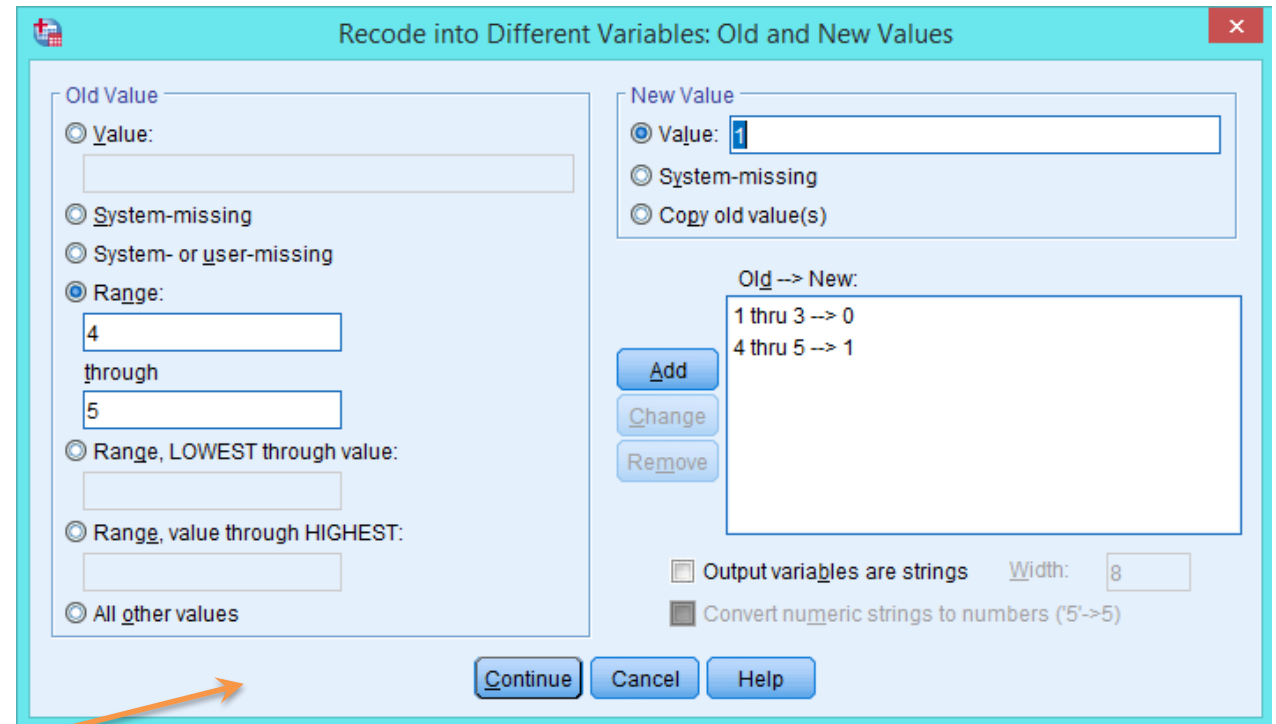 Recode into Different Variables: Old and New Values
Old Value
Value:
System-missing
System- or user-missing
Range:
4
through
5
Range, LOWEST through value:
Range, value through HIGHEST:
All other values
New Value
Value: 1
System-missing
Copy old value(s)
Old --> New:
1 thru 3 --> 0
4 thru 5 --> 1
Add
Change
Remove
Output variables are strings Width: 8
Convert numeric strings to numbers ('5'->5)
Continue Cancel Help